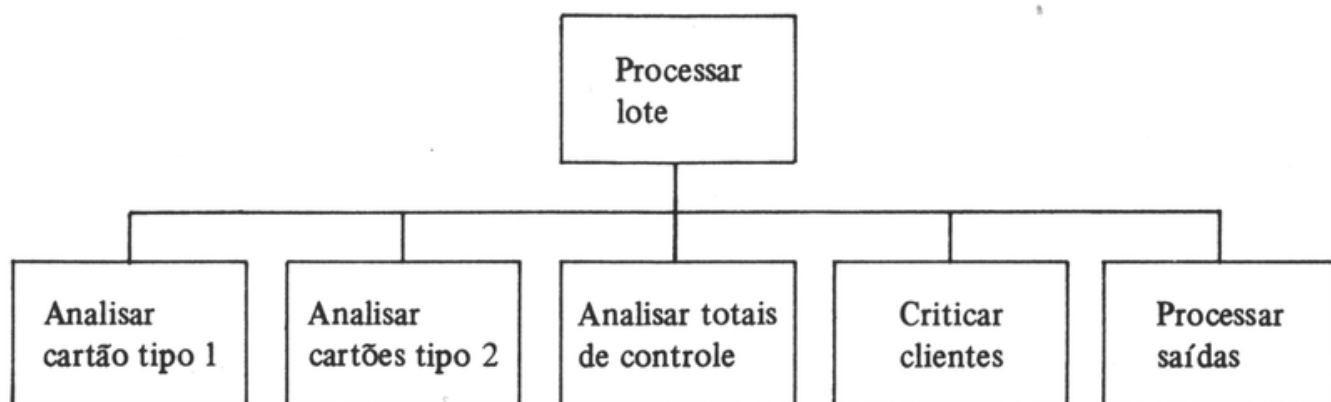 Processar
lote
Analisar
cartão tipo 1
Analisar
cartões tipo 2
Analisar totais
de controle
Criticar
clientes
Processar
saídas